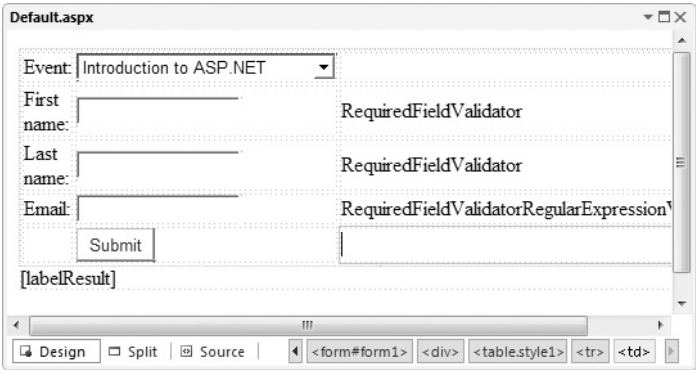 Default.aspx
Event: Introduction to ASP.NET
First
name: RequiredFieldValidator
Last
name: RequiredFieldValidator
Email: RequiredFieldValidatorRegularExpressionV
Submit
[labelResult]
Design Split Source <form#form1> <div> <table.style1> <tr> <td>